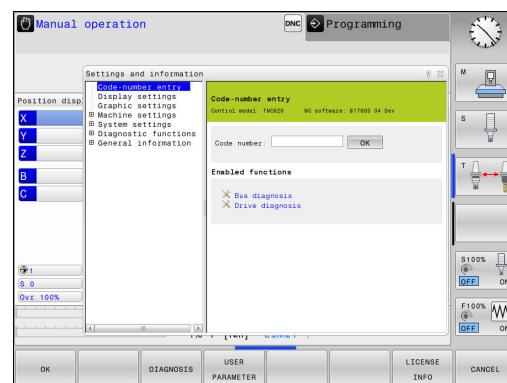 Manual operation
DNC
Programming
Settings and information
Code-number entry
Display settings
Graphic settings
Machine settings
System settings
Diagnostic functions
General information
Code-number entry
Control model: TNC620 NC software: 817605 04 Dev
Code number:
OK
Enabled functions
Bus diagnosis
Drive diagnosis
Position disp
X
Y
Z
B
C
1
S 0
Ovr 100%
M
S
T
S100%
OFF
ON
F100%
OFF
ON
OK
DIAGNOSIS
USER
PARAMETER
LICENSE
INFO
CANCEL